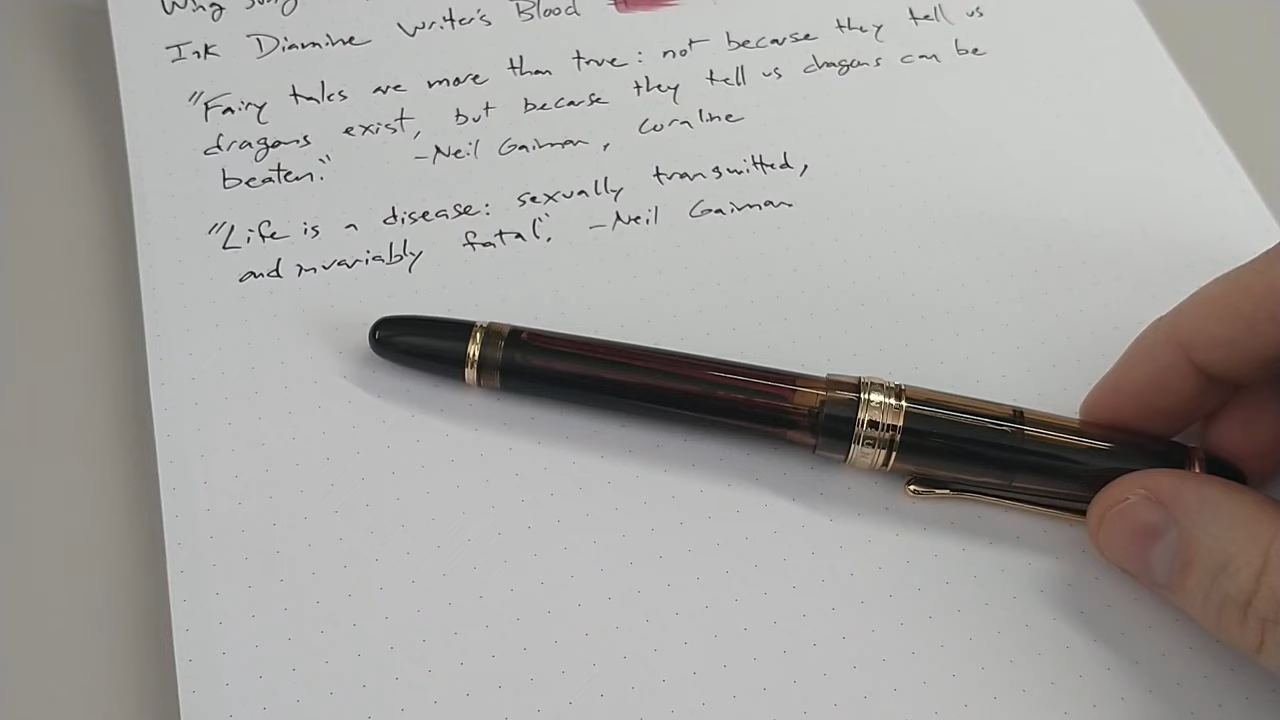 Wing Sung
Ink Diamine Writer's Blood
"Fairy tales are more than true: not because they tell us
dragons exist, but because they tell us dragons can be
beaten." -Neil Gaiman, Coraline
"Life is a disease: sexually transmitted,
and invariably fatal". -Neil Gaiman